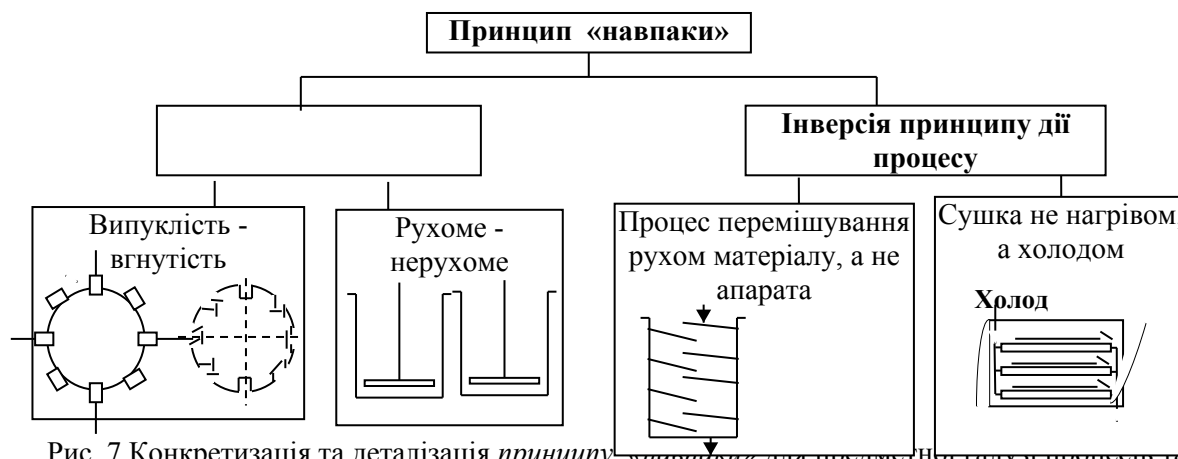 Принцип «навпаки»
Інверсія принципу дії
процесу
Випуклість -
вгнутість
Рухоме -
нерухоме
Процес перемішування
рухом матеріалу, а не
апарата
Сушка не нагрівом,
а холодом
Холод
Рис. 7 Конкретизація та деталізація принципу